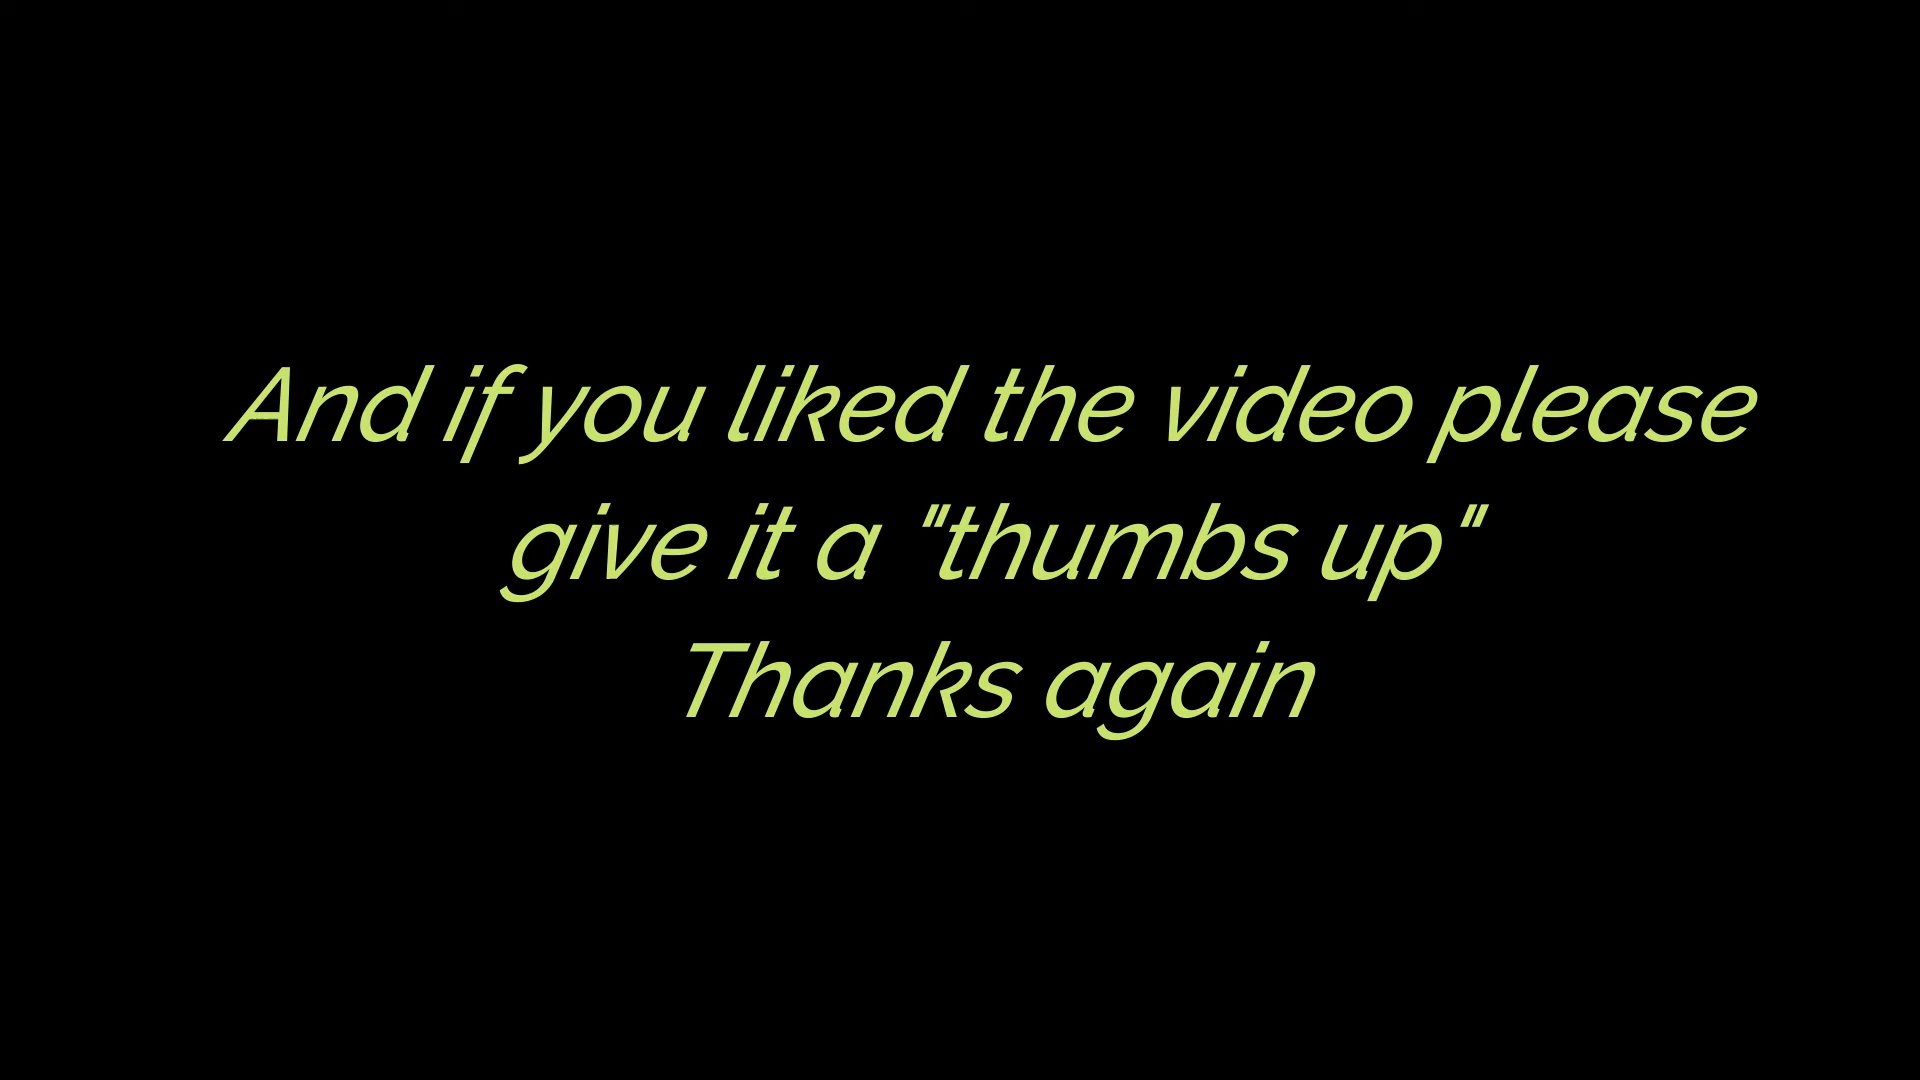 And if you liked the video please
give it a "thumbs up"
Thanks again